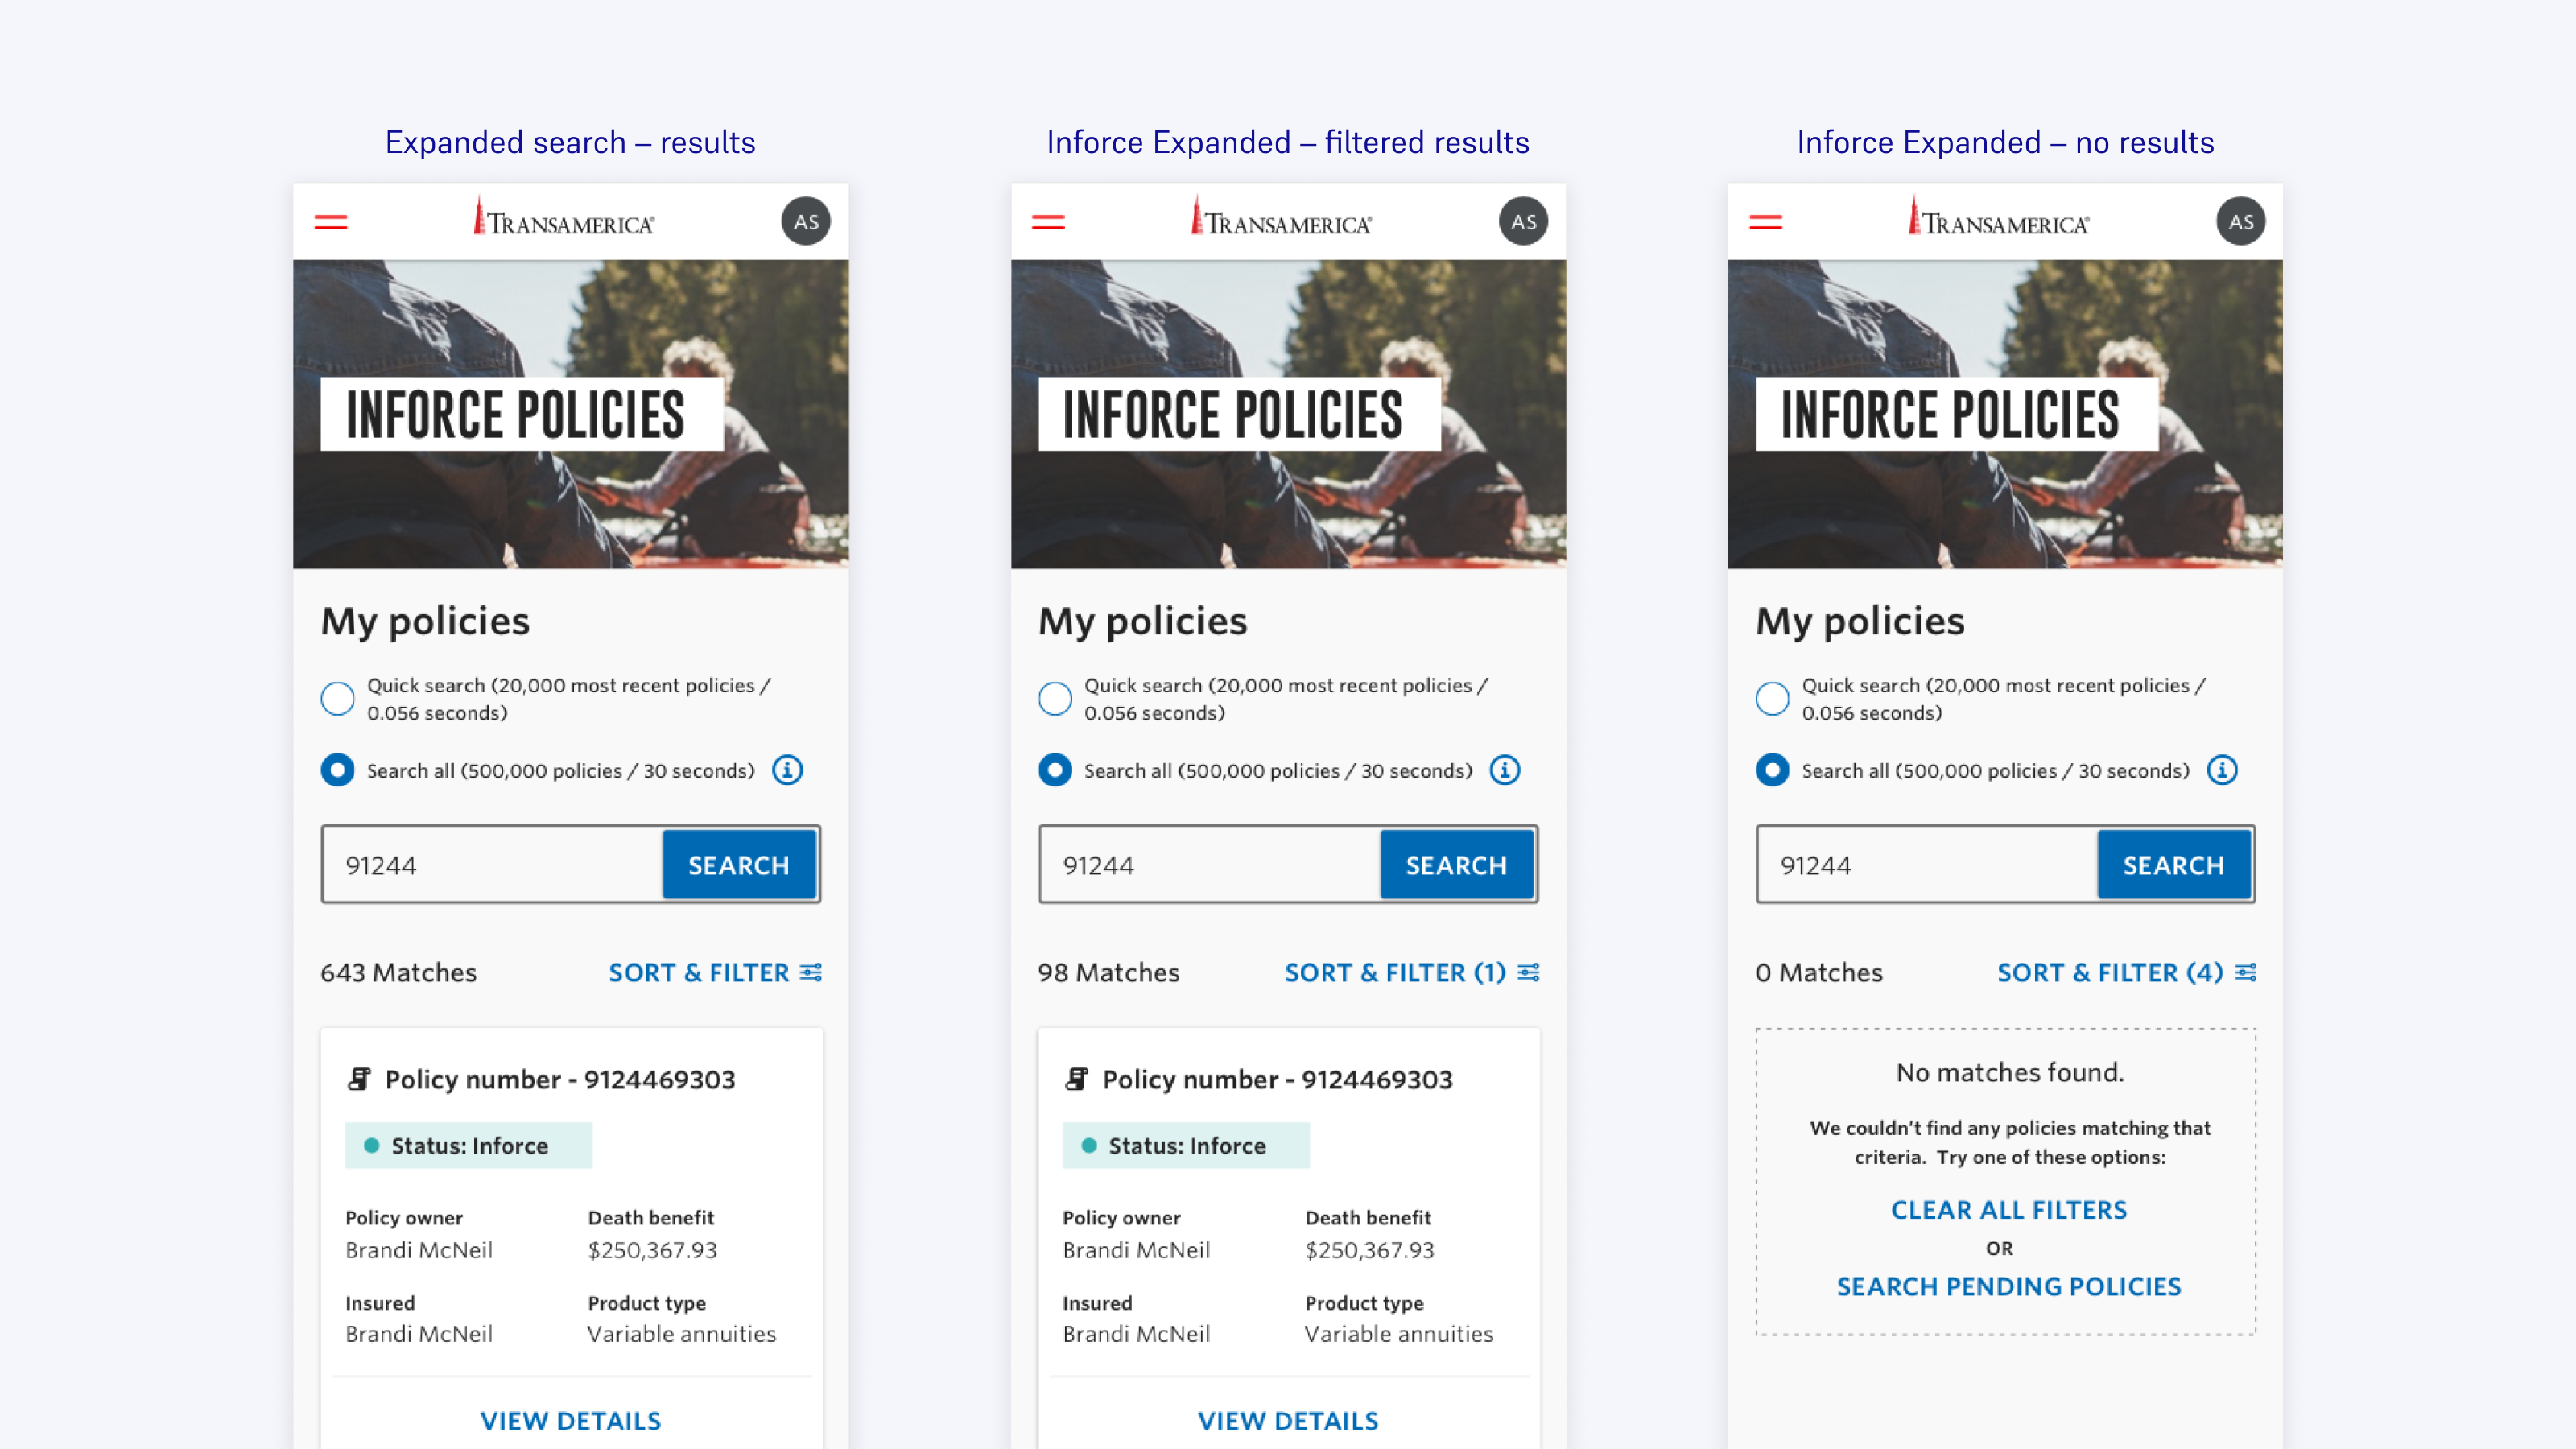 Expanded search – results
TRANSAMERICA®
AS
INFORCE POLICIES
My policies
Quick search (20,000 most recent policies /
0.056 seconds)
Search all (500,000 policies / 30 seconds)
91244
SEARCH
643 Matches
SORT & FILTER
Policy number - 9124469303
Status: Inforce
Policy owner
Death benefit
Brandi McNeil
$250,367.93
Insured
Product type
Brandi McNeil
Variable annuities
VIEW DETAILS
Inforce Expanded – filtered results
TRANSAMERICA®
AS
INFORCE POLICIES
My policies
Quick search (20,000 most recent policies /
0.056 seconds)
Search all (500,000 policies / 30 seconds)
91244
SEARCH
98 Matches
SORT & FILTER (1)
Policy number - 9124469303
Status: Inforce
Policy owner
Death benefit
Brandi McNeil
$250,367.93
Insured
Product type
Brandi McNeil
Variable annuities
VIEW DETAILS
Inforce Expanded – no results
TRANSAMERICA®
AS
INFORCE POLICIES
My policies
Quick search (20,000 most recent policies /
0.056 seconds)
Search all (500,000 policies / 30 seconds)
91244
SEARCH
0 Matches
SORT & FILTER (4)
No matches found.
We couldn't find any policies matching that
criteria. Try one of these options:
CLEAR ALL FILTERS
OR
SEARCH PENDING POLICIES